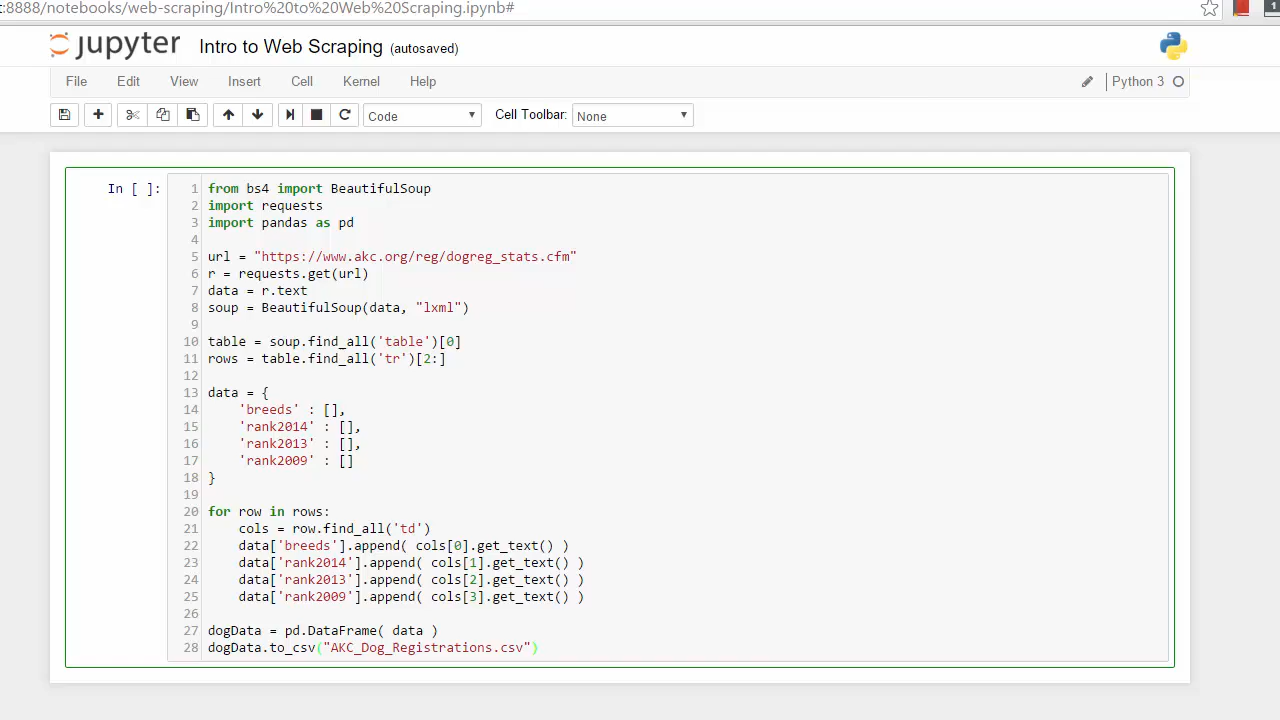 :8888/notebooks/web-scraping/Intro%20to%20Web%20Scraping.ipynb#
jupyter Intro to Web Scraping (autosaved)
File Edit View Insert Cell Kernel Help Python 3
Code Cell Toolbar: None
In [ ]:
1 from bs4 import BeautifulSoup
2 import requests
3 import pandas as pd
4
5 url = "https://www.akc.org/reg/dogreg_stats.cfm"
6 r = requests.get(url)
7 data = r.text
8 soup = BeautifulSoup(data, "lxml")
9
10 table = soup.find_all('table')[0]
11 rows = table.find_all('tr')[2:]
12
13 data = {
14     'breeds' : [],
15     'rank2014' : [],
16     'rank2013' : [],
17     'rank2009' : []
18 }
19
20 for row in rows:
21     cols = row.find_all('td')
22     data['breeds'].append( cols[0].get_text() )
23     data['rank2014'].append( cols[1].get_text() )
24     data['rank2013'].append( cols[2].get_text() )
25     data['rank2009'].append( cols[3].get_text() )
26
27 dogData = pd.DataFrame( data )
28 dogData.to_csv("AKC_Dog_Registrations.csv")